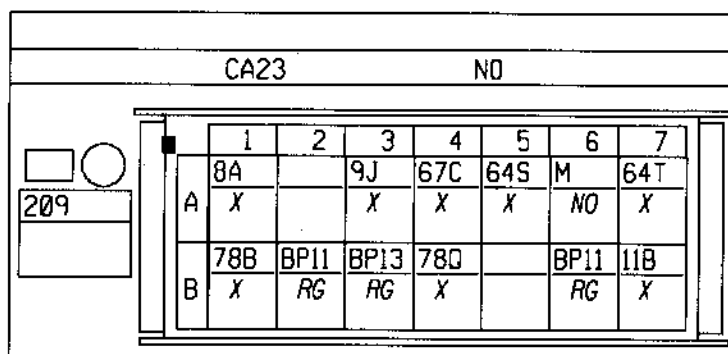 CA23 NO
1 2 3 4 5 6 7
8A 9J 67C 64S M 64T
A X X X X NO X
209
78B BP11 BP13 78Q BP11 11B
B X RG RG X RG X